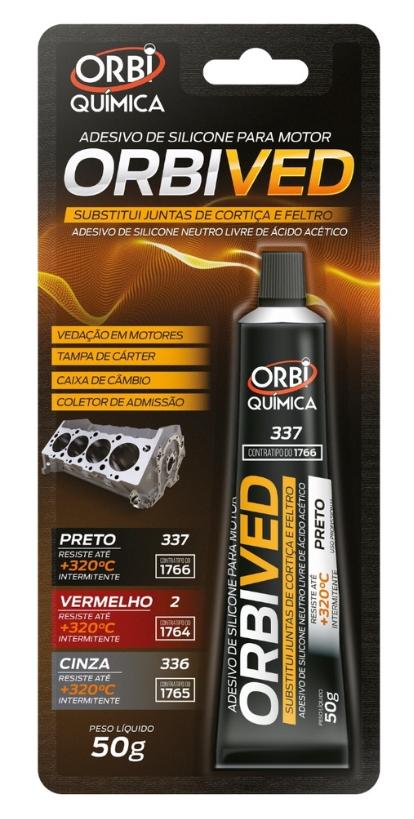 ORBI
QUÍMICA
ADESIVO DE SILICONE PARA MOTOR
ORBIVED
SUBSTITUI JUNTAS DE CORTIÇA E FELTRO
ADESIVO DE SILICONE NEUTRO LIVRE DE ÁCIDO ACÉTICO
VEDAÇÃO EM MOTORES
TAMPA DE CÁRTER
CAIXA DE CÂMBIO
COLETOR DE ADMISSÃO
PRETO 337
RESISTE ATÉ
+320ºC
INTERMITENTE
CONTRATIPO DO
1766
VERMELHO 2
RESISTE ATÉ
+320ºC
INTERMITENTE
CONTRATIPO DO
1764
CINZA 336
RESISTE ATÉ
+320ºC
INTERMITENTE
CONTRATIPO DO
1765
PESO LÍQUIDO
50g
ORBI
QUÍMICA
337
CONTRATIPO DO 1766
ADESIVO DE SILICONE PARA MOTOR
ORBIVED
SUBSTITUI JUNTAS DE CORTIÇA E FELTRO
ADESIVO DE SILICONE NEUTRO LIVRE DE ÁCIDO ACÉTICO
PRETO
RESISTE ATÉ
+320ºC
INTERMITENTE
PESO LÍQUIDO
50g